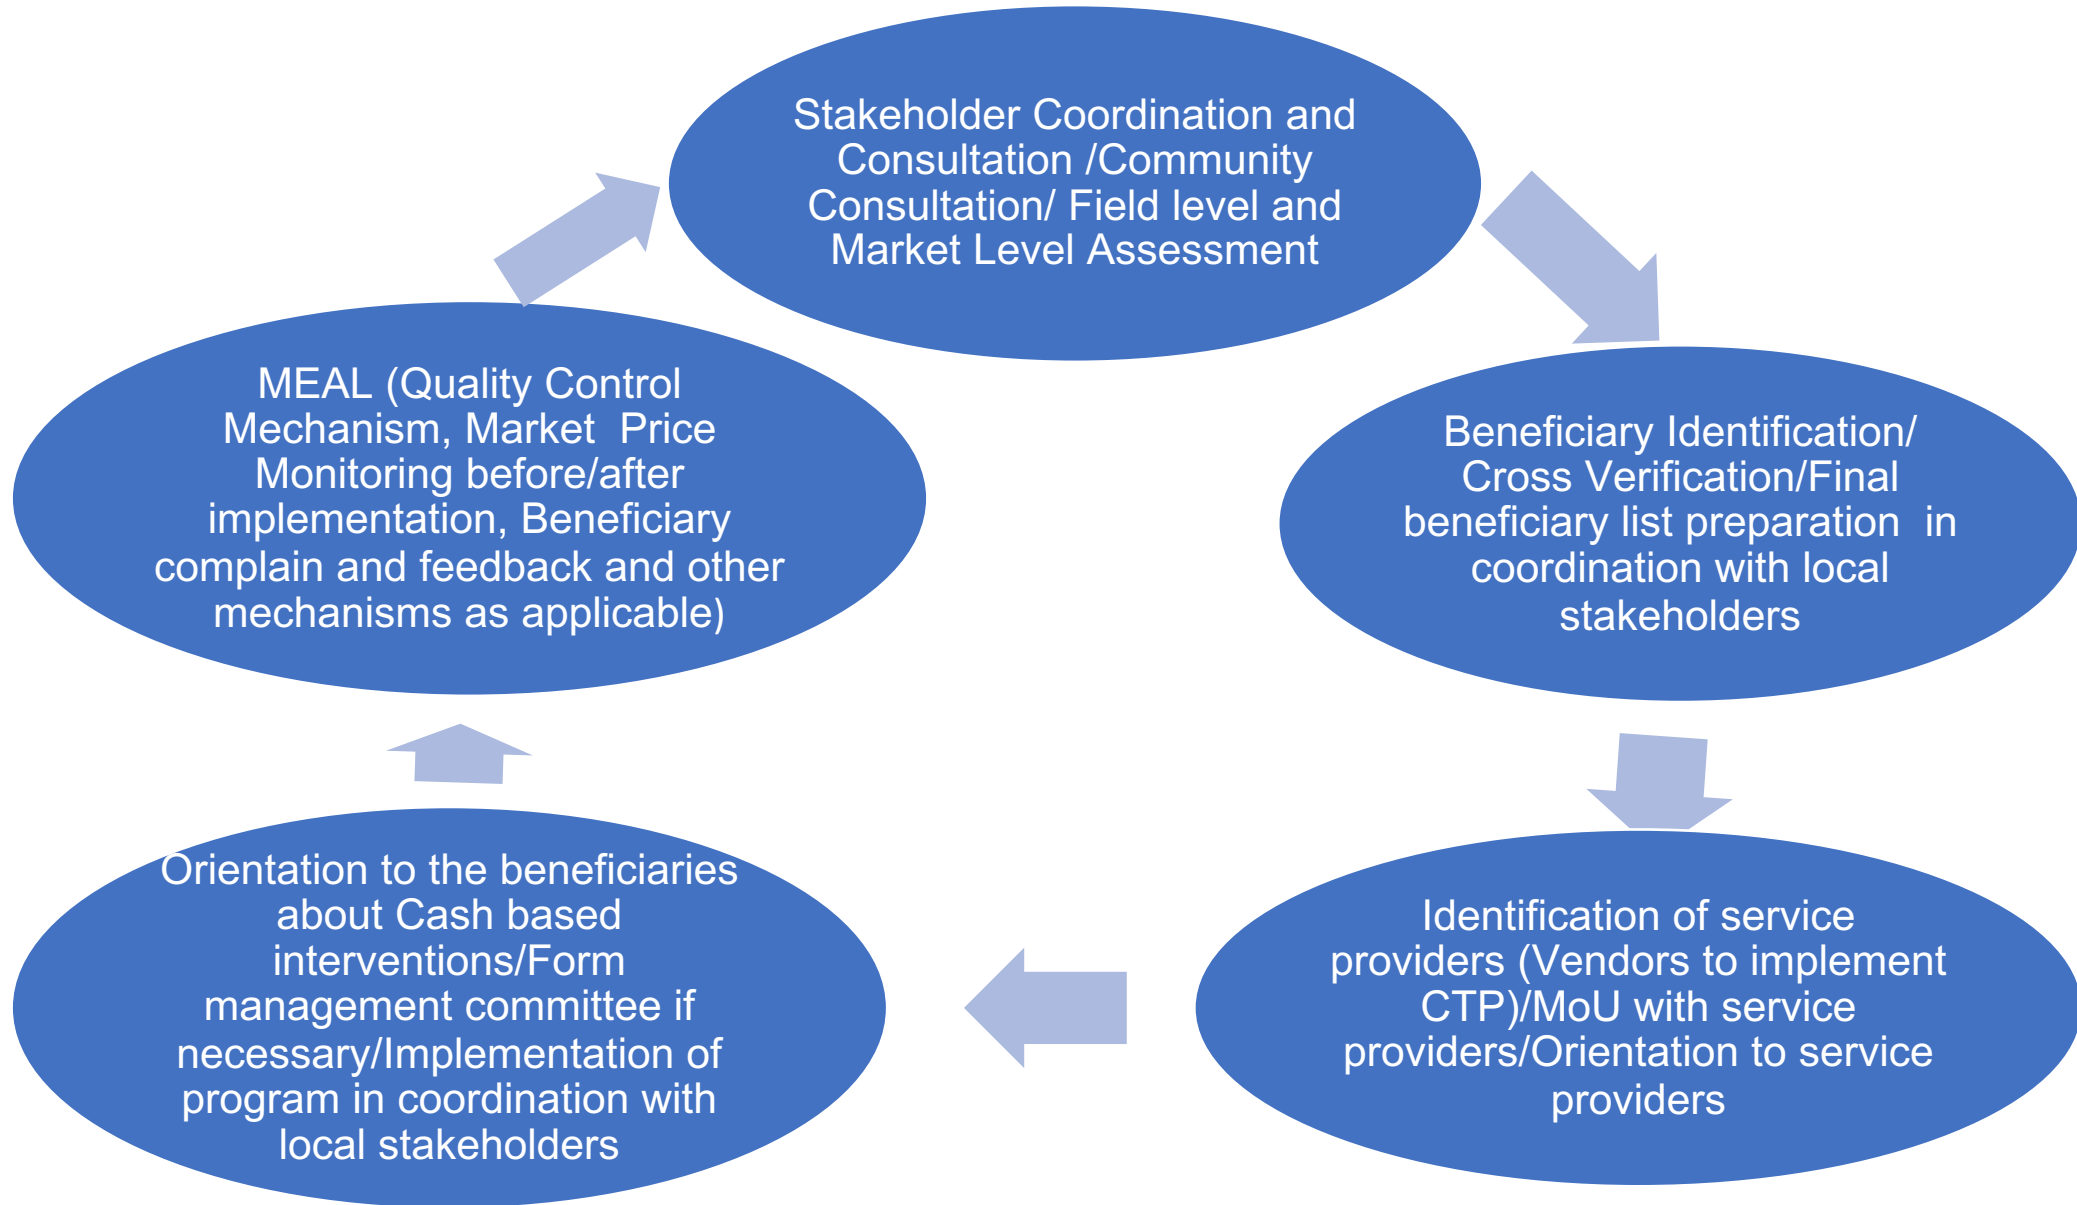 Stakeholder Coordination and
Consultation /Community
Consultation/ Field level and
Market Level Assessment
Beneficiary Identification/
Cross Verification/Final
beneficiary list preparation  in
coordination with local
stakeholders
Identification of service
providers (Vendors to implement
CTP)/MoU with service
providers/Orientation to service
providers
Orientation to the beneficiaries
about Cash based
interventions/Form
management committee if
necessary/Implementation of
program in coordination with
local stakeholders
MEAL (Quality Control
Mechanism, Market  Price
Monitoring before/after
implementation, Beneficiary
complain and feedback and other
mechanisms as applicable)